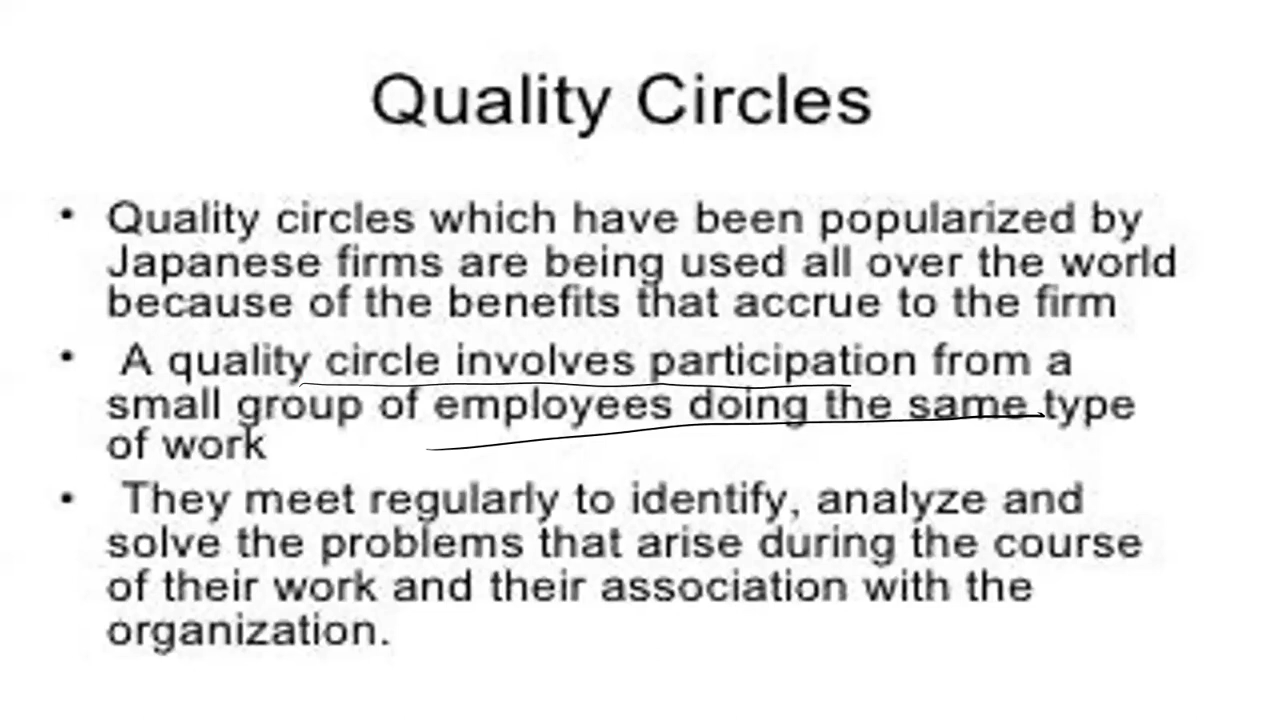 Quality Circles
• Quality circles which have been popularized by
Japanese firms are being used all over the world
because of the benefits that accrue to the firm
• A quality circle involves participation from a
small group of employees doing the same type
of work
• They meet regularly to identify, analyze and
solve the problems that arise during the course
of their work and their association with the
organization.